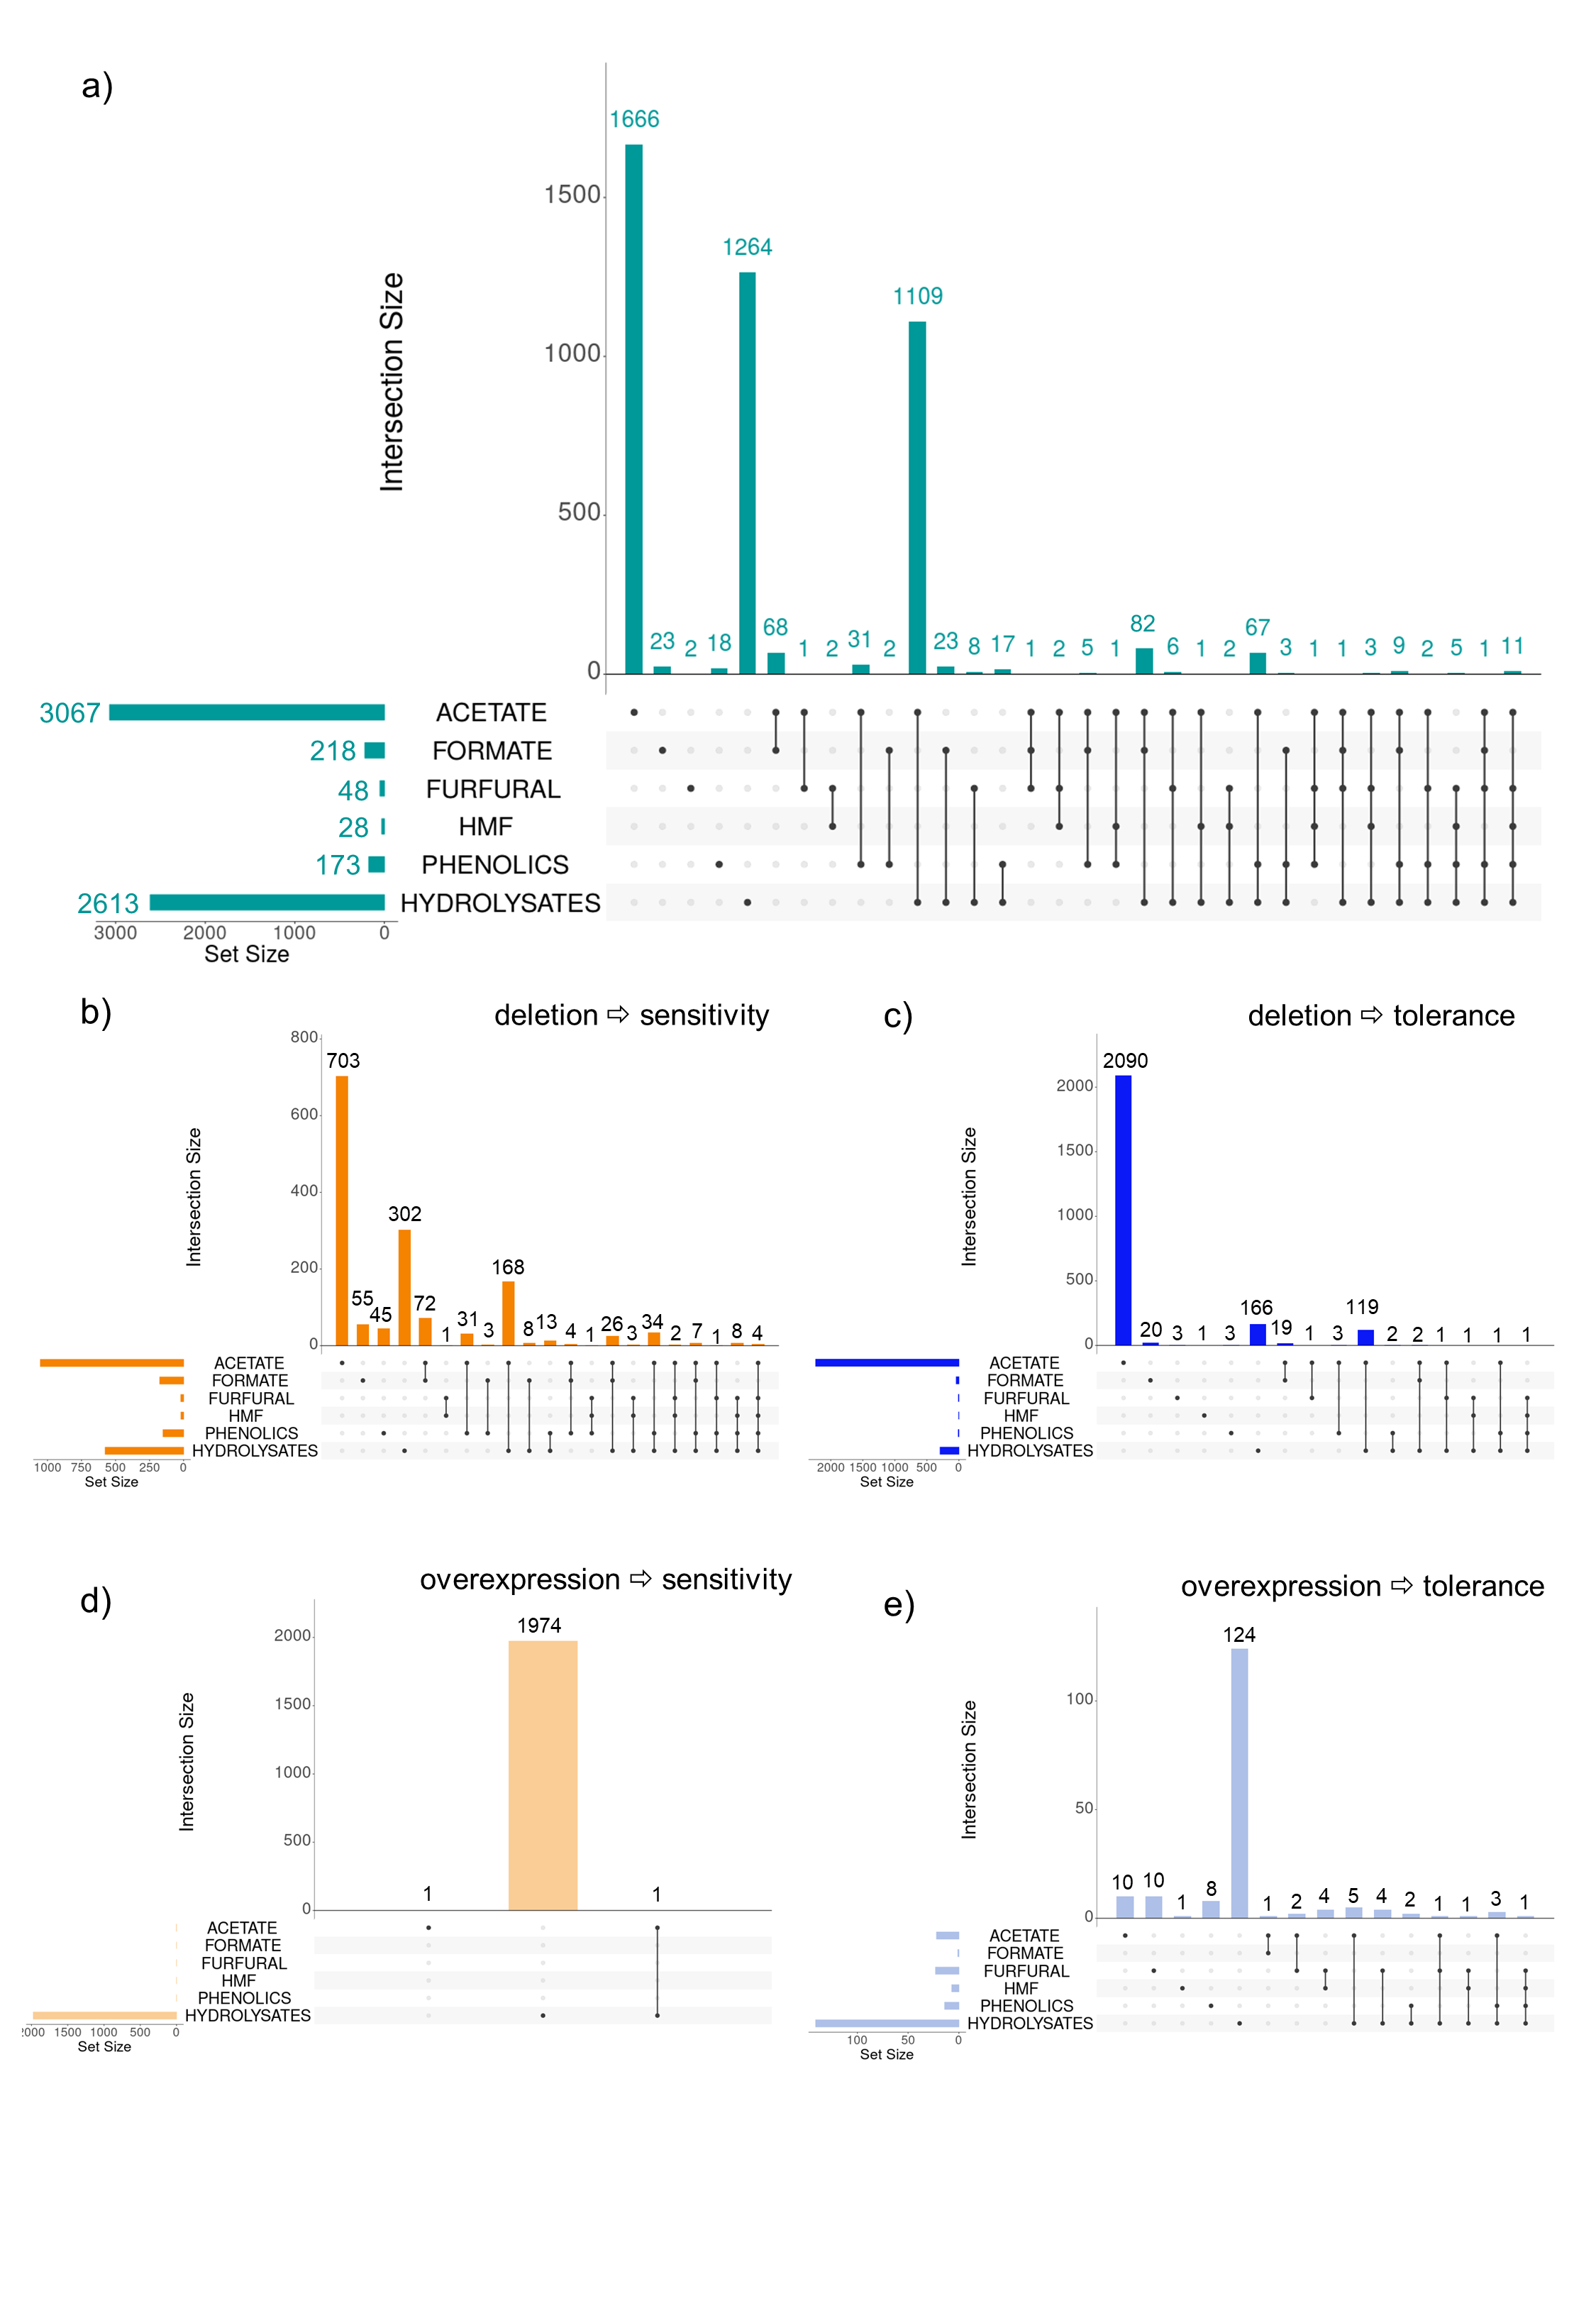 a)
1666
1500
1264
1109
1000
500
0
Intersection Size
23 2 18 68 1 2 31 2 23 8 17 1 2 5 1 82 6 1 2 67 3 1 1 3 9 2 5 1 11
3067 ACETATE
218 FORMATE
48 FURFURAL
28 HMF
173 PHENOLICS
2613 HYDROLYSATES
3000 2000 1000 0
Set Size
b)
deletion ⇨ sensitivity
800
703
600
400
302
200
168
0
Intersection Size
55 45 72 1 31 3 8 13 4 1 26 3 34 2 7 1 8 4
ACETATE
FORMATE
FURFURAL
HMF
PHENOLICS
HYDROLYSATES
1000 750 500 250 0
Set Size
c)
deletion ⇨ tolerance
2090
2000
1500
1000
500
0
Intersection Size
20 3 1 3 166 19 1 3 119 2 2 1 1 1 1
ACETATE
FORMATE
FURFURAL
HMF
PHENOLICS
HYDROLYSATES
2000 1500 1000 500 0
Set Size
d)
overexpression ⇨ sensitivity
1974
2000
1500
1000
500
0
Intersection Size
1 1
ACETATE
FORMATE
FURFURAL
HMF
PHENOLICS
HYDROLYSATES
2000 1500 1000 500 0
Set Size
e)
overexpression ⇨ tolerance
124
100
50
0
Intersection Size
10 10 1 8 1 2 4 5 4 2 1 1 3 1
ACETATE
FORMATE
FURFURAL
HMF
PHENOLICS
HYDROLYSATES
100 50 0
Set Size